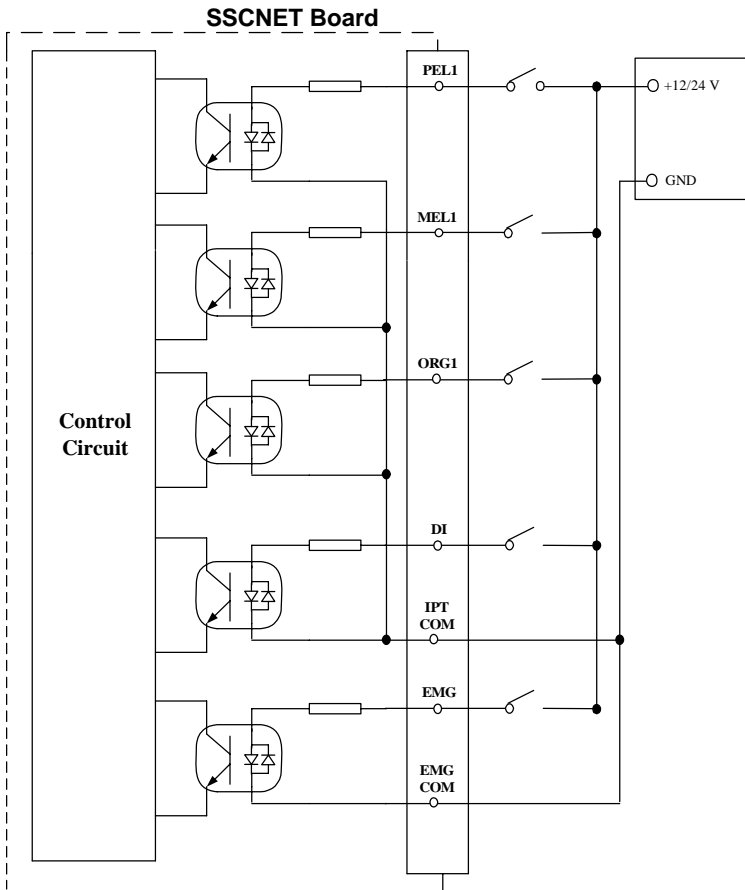 SSCNET Board
PEL1
+12/24 V
GND
MEL1
ORG1
Control
Circuit
DI
IPT
COM
EMG
EMG
COM